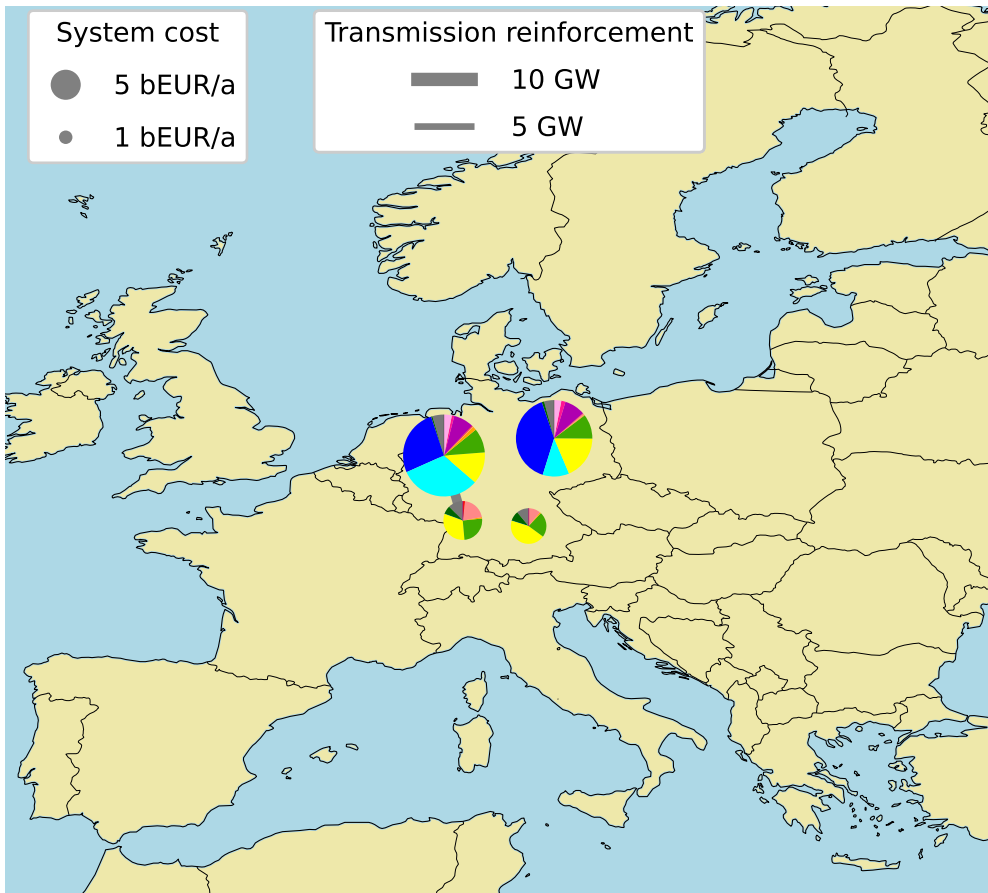 System cost
5 bEUR/a
1 bEUR/a
Transmission reinforcement
10 GW
5 GW